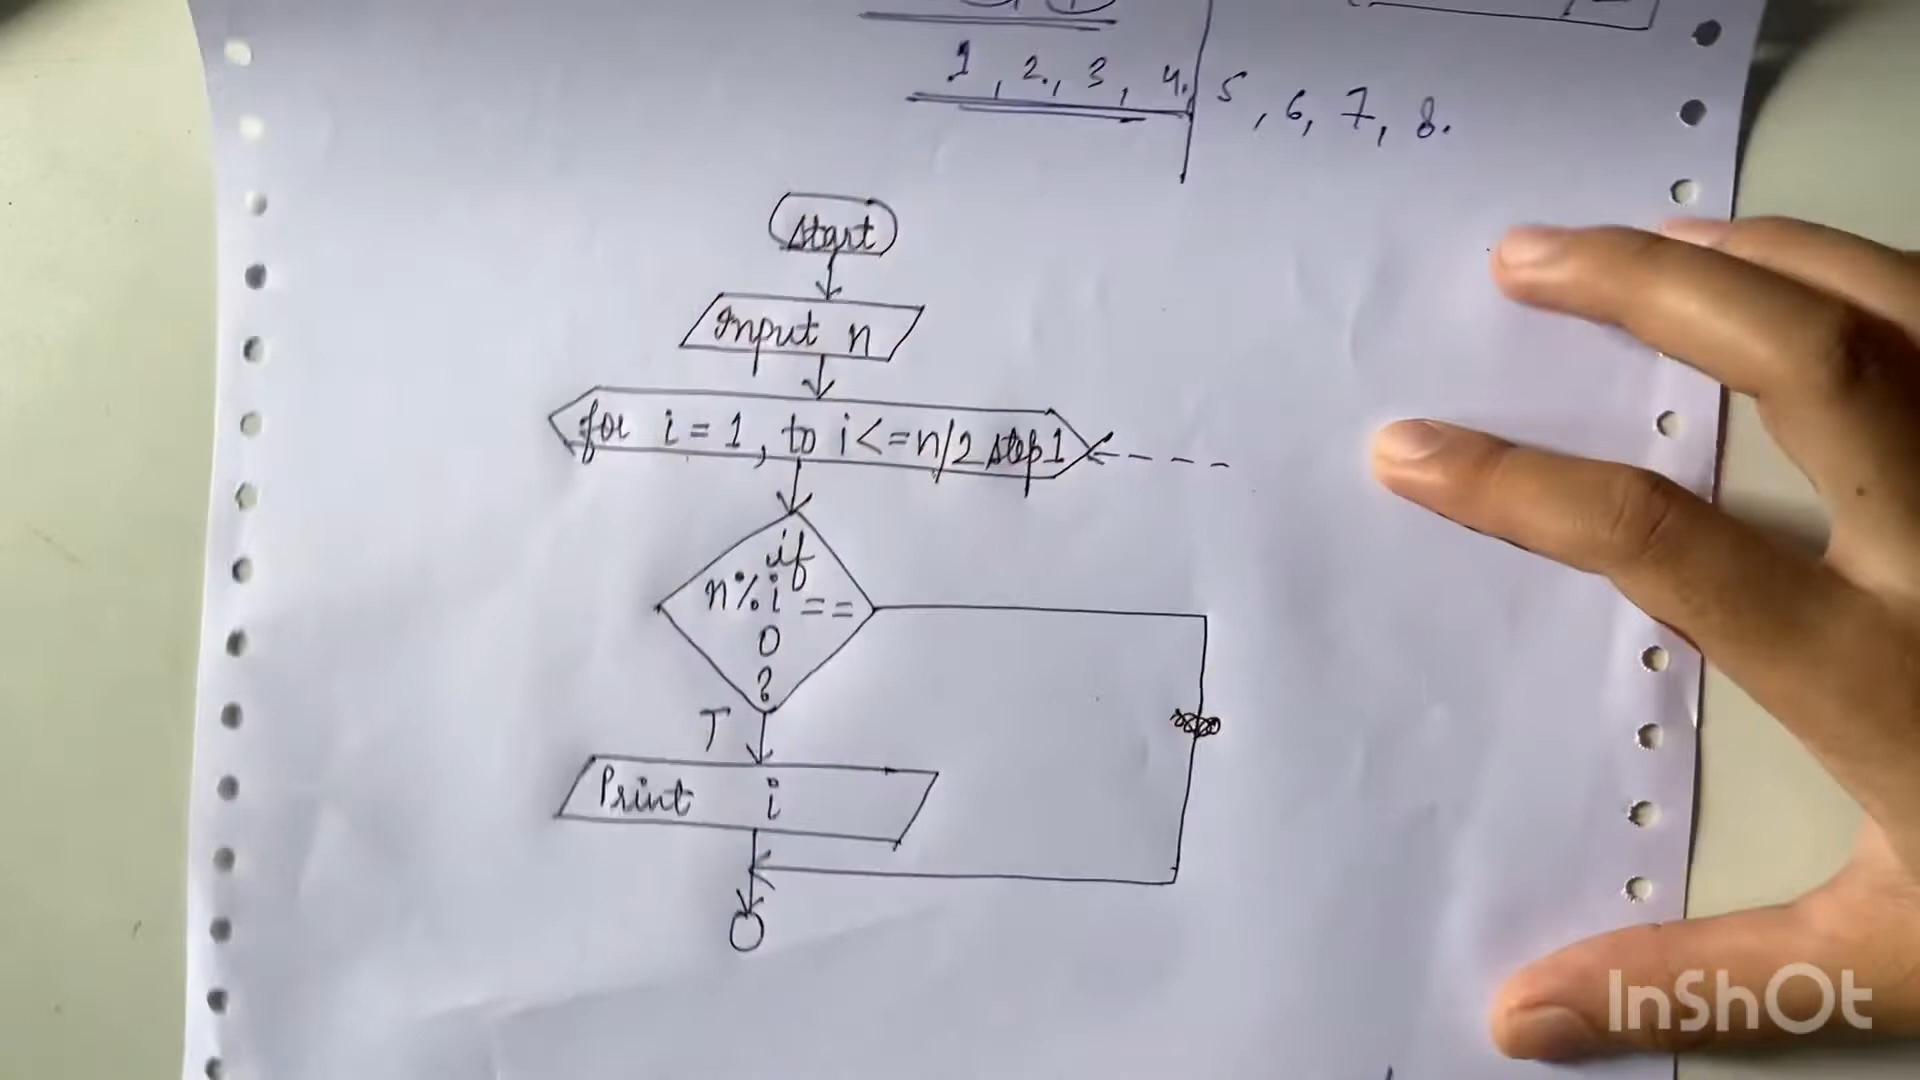 1, 2., 3, 4. 5, 6, 7, 8.
Start
Input n
for i = 1, to i <= n/2 step 1
if
n % i ==
0
?
T
Print i
InShOt